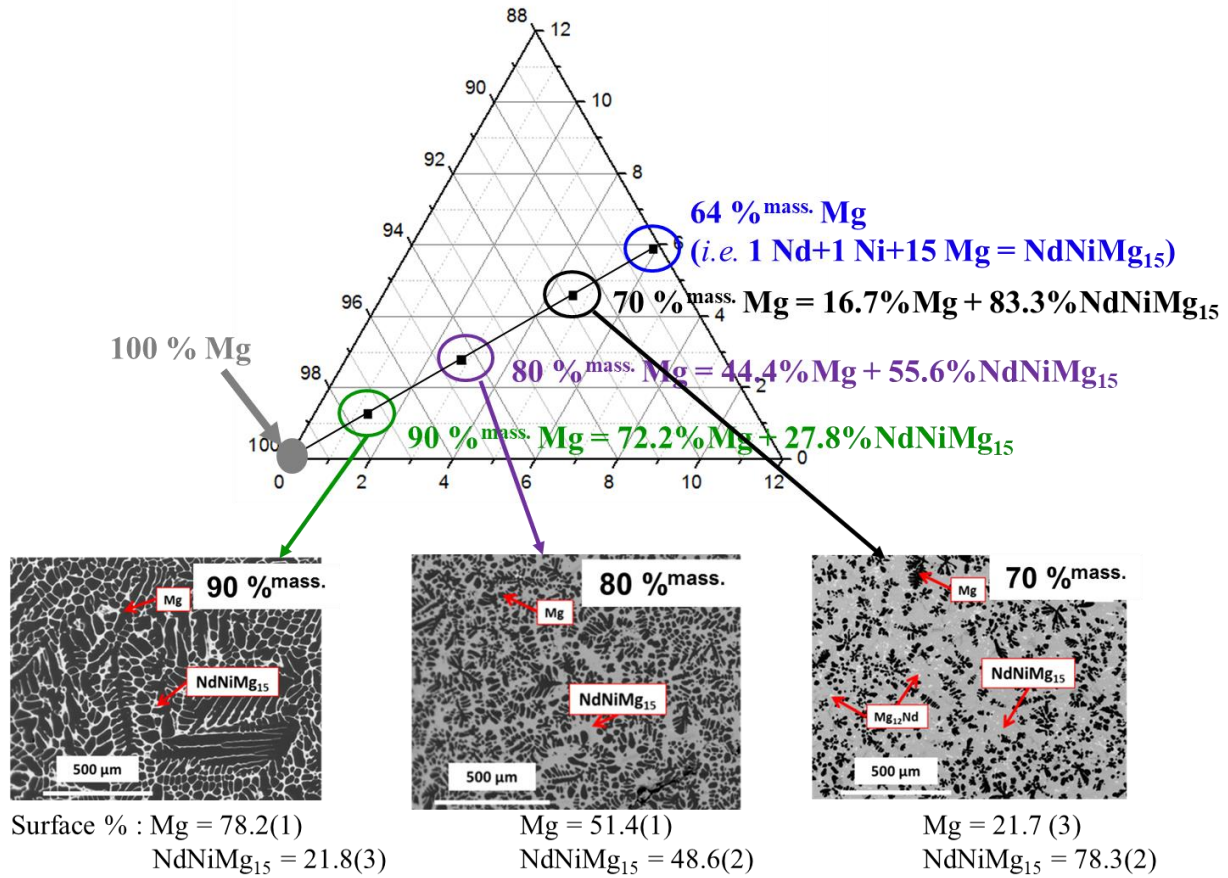 88
12
90
10
92
8
64 %mass. Mg
94
6
(i.e. 1 Nd+1 Ni+15 Mg = NdNiMg15)
96
70 %mass. Mg = 16.7%Mg + 83.3%NdNiMg15
4
100 % Mg
98
80 %mass. Mg = 44.4%Mg + 55.6%NdNiMg15
2
100
90 %mass. Mg = 72.2%Mg + 27.8%NdNiMg15
0
0 2 4 6 8 10 12
90 %mass.
Mg
NdNiMg15
500 µm
80 %mass.
Mg
NdNiMg15
500 µm
70 %mass.
Mg
NdNiMg15
Mg12Nd
500 µm
Surface % : Mg = 78.2(1)
NdNiMg15 = 21.8(3)
Mg = 51.4(1)
NdNiMg15 = 48.6(2)
Mg = 21.7 (3)
NdNiMg15 = 78.3(2)